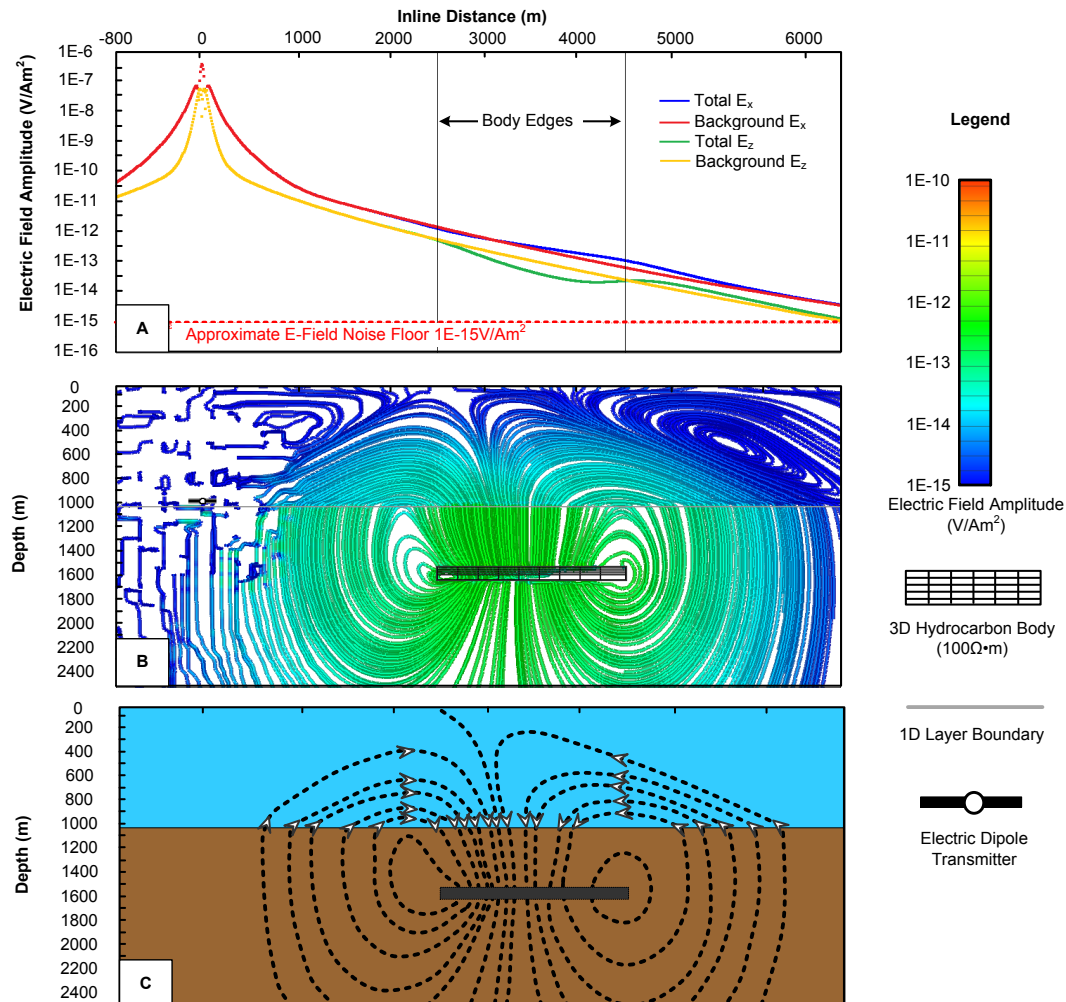 Inline Distance (m)
-800 0 1000 2000 3000 4000 5000 6000
Electric Field Amplitude (V/Am²)
1E-6
1E-7
1E-8
1E-9
1E-10
1E-11
1E-12
1E-13
1E-14
1E-15
1E-16
Total Eₓ
Background Eₓ
Total E_z
Background E_z
Body Edges
A
Approximate E-Field Noise Floor 1E-15V/Am²
Depth (m)
0
200
400
600
800
1000
1200
1400
1600
1800
2000
2200
2400
B
Depth (m)
0
200
400
600
800
1000
1200
1400
1600
1800
2000
2200
2400
C
Legend
1E-10
1E-11
1E-12
1E-13
1E-14
1E-15
Electric Field Amplitude
(V/Am²)
3D Hydrocarbon Body
(100Ω•m)
1D Layer Boundary
Electric Dipole
Transmitter